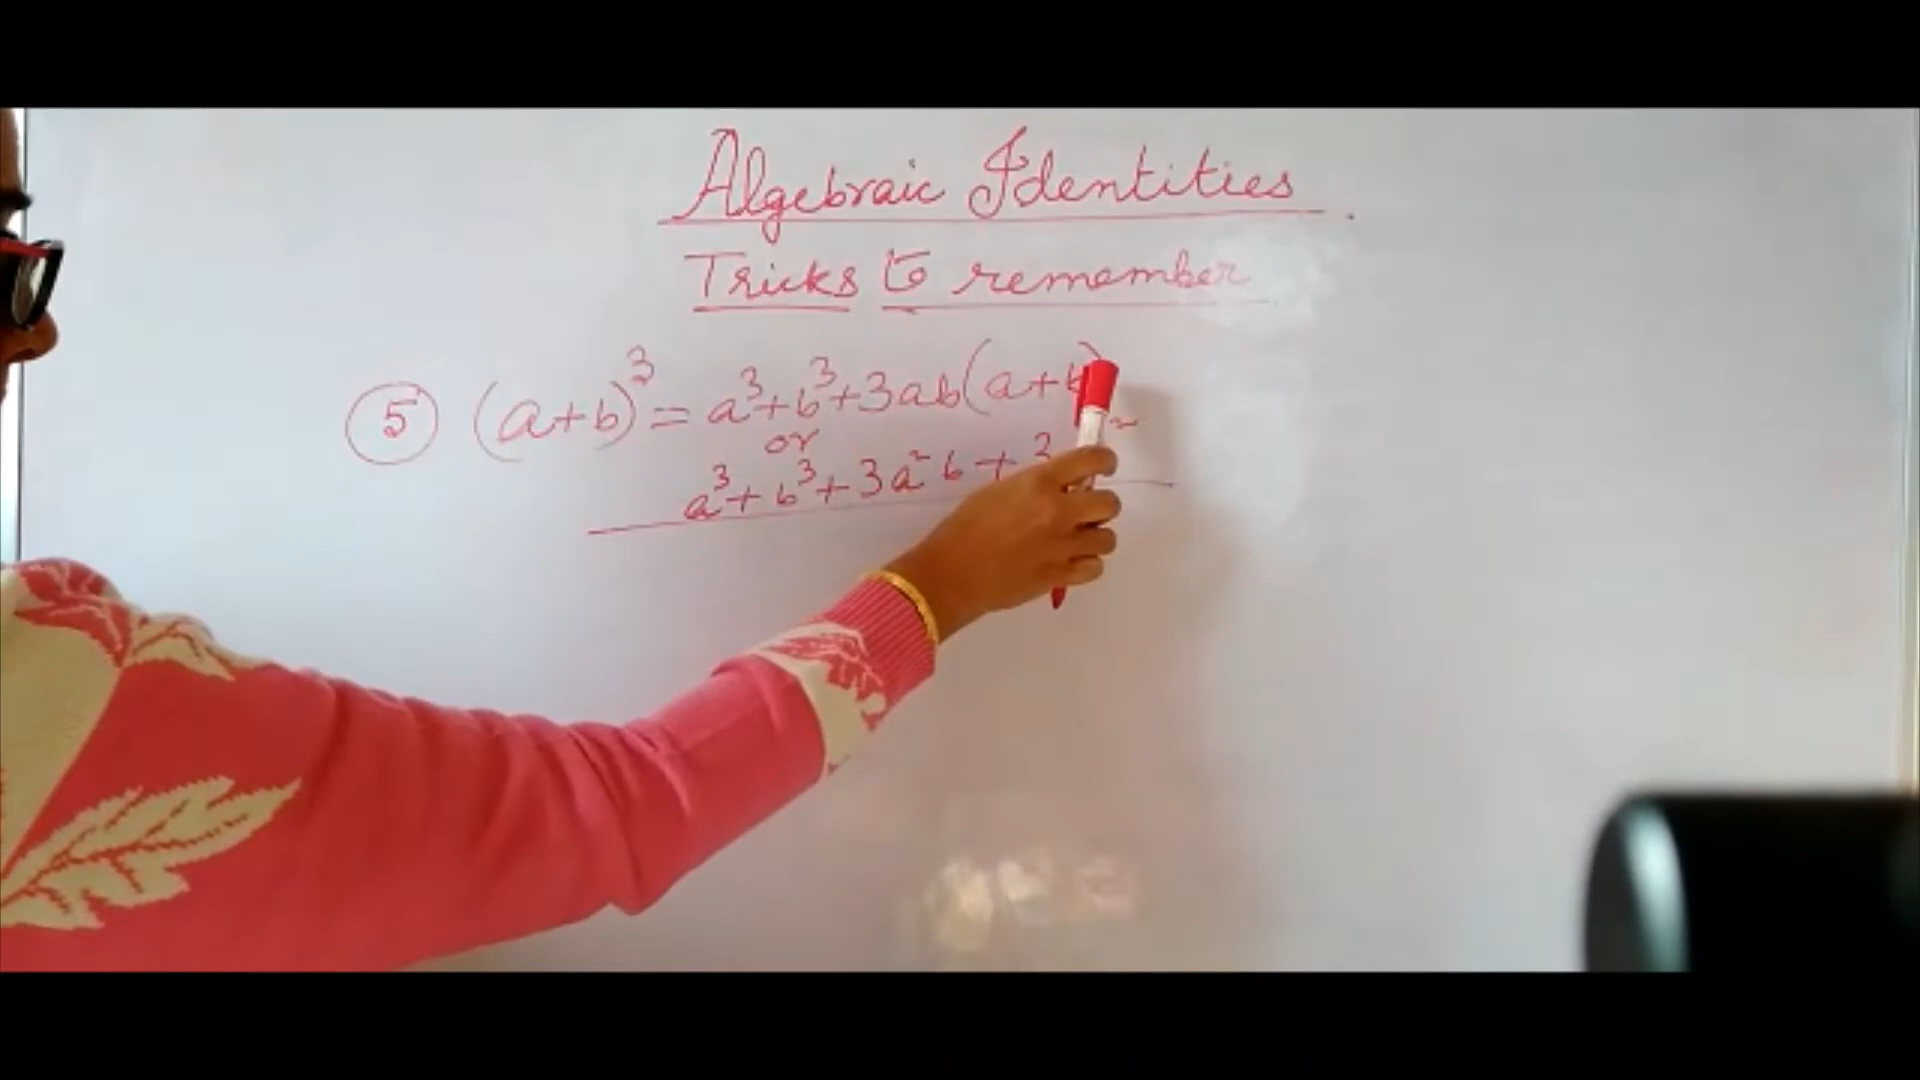 Algebraic Identities.
Tricks to remember
⑤ (a+b)³ = a³+b³+3ab(a+b)
or
a³+b³+3a²b+3